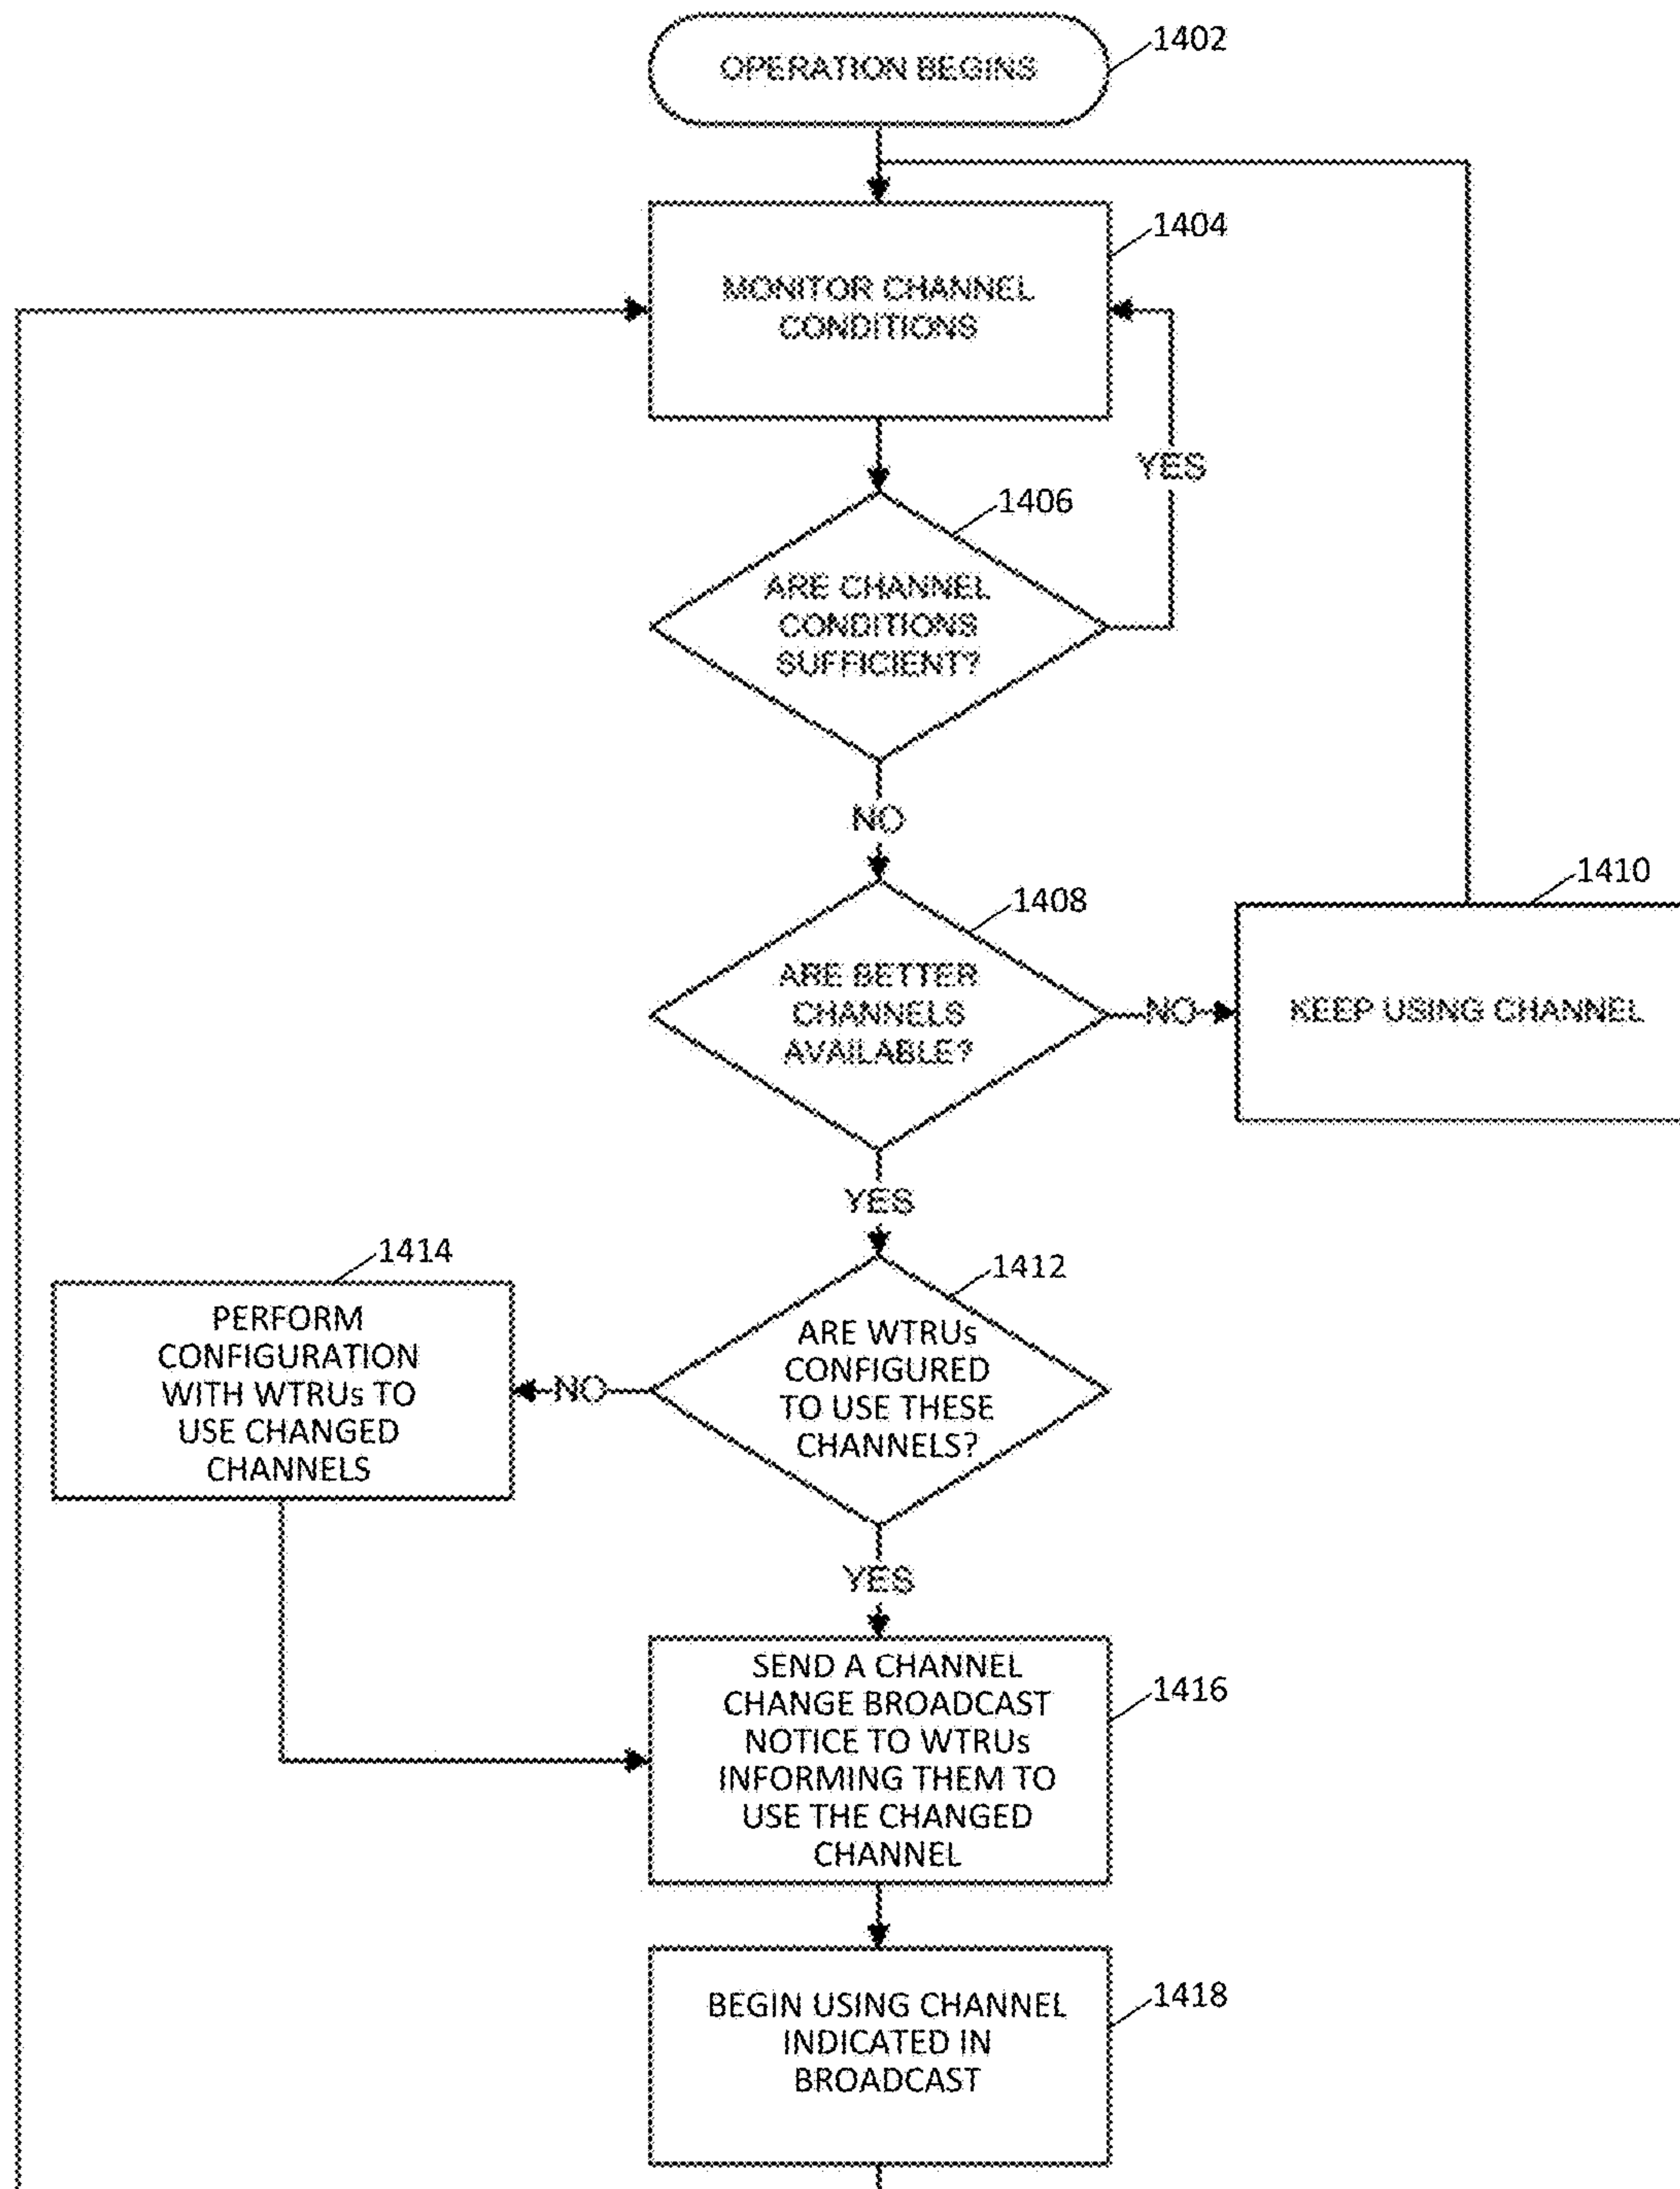 OPERATION BEGINS
1402
1404
MONITOR CHANNEL
CONDITIONS
YES
1406
ARE CHANNEL
CONDITIONS
SUFFICIENT?
NO
1408
1410
ARE BETTER
CHANNELS
AVAILABLE?
NO
KEEP USING CHANNEL
YES
1414
1412
PERFORM
CONFIGURATION
WITH WTRUs TO
USE CHANGED
CHANNELS
NO
ARE WTRUs
CONFIGURED
TO USE THESE
CHANNELS?
YES
SEND A CHANNEL
CHANGE BROADCAST
NOTICE TO WTRUs
INFORMING THEM TO
USE THE CHANGED
CHANNEL
1416
BEGIN USING CHANNEL
INDICATED IN
BROADCAST
1418